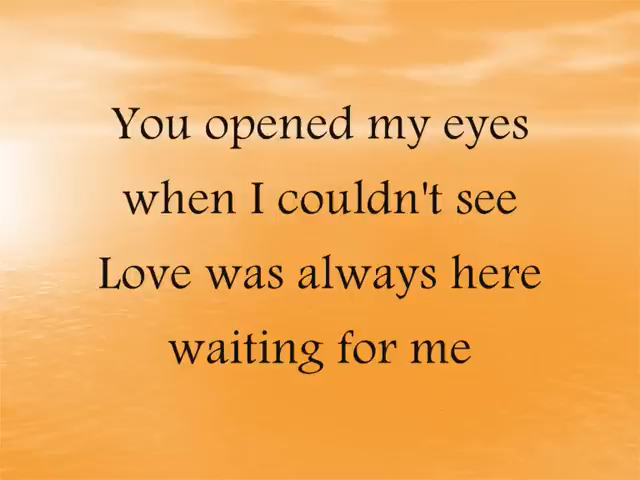 You opened my eyes
when I couldn't see
Love was always here
waiting for me